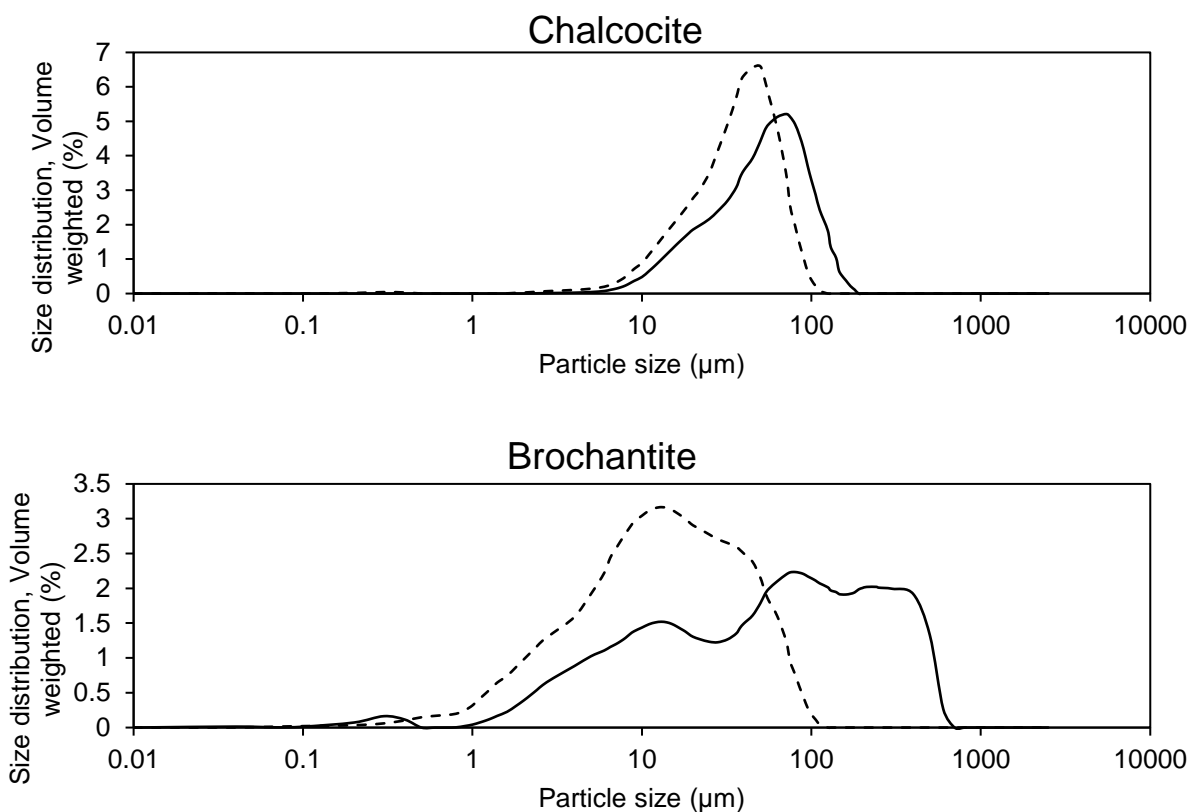 Chalcocite
Size distribution, Volume
weighted (%)
7
6
5
4
3
2
1
0
0.01 0.1 1 10 100 1000 10000
Particle size (µm)
Brochantite
Size distribution, Volume
weighted (%)
3.5
3
2.5
2
1.5
1
0.5
0
0.01 0.1 1 10 100 1000 10000
Particle size (µm)